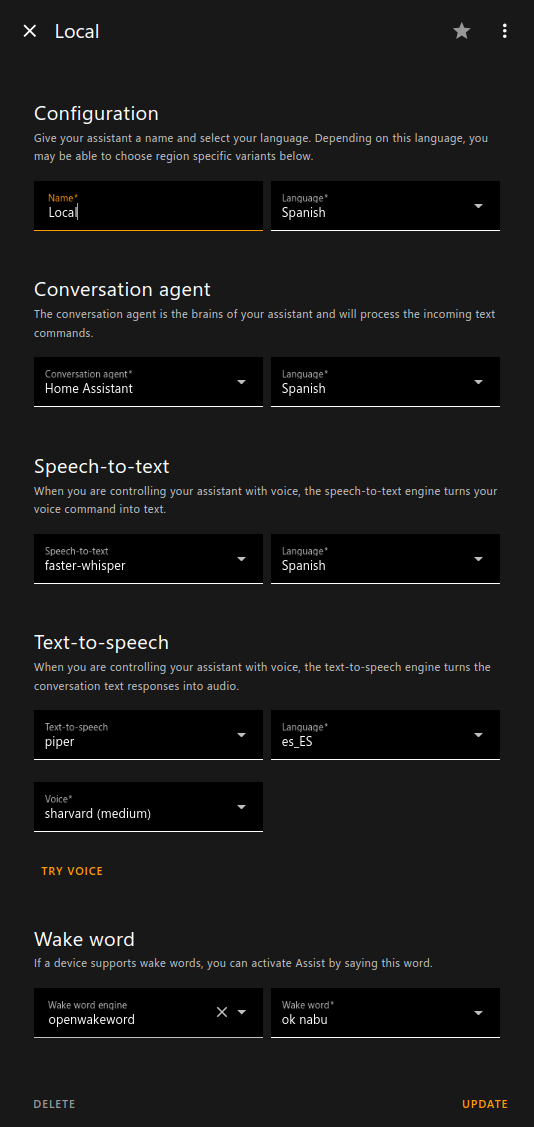 Local
Configuration
Give your assistant a name and select your language. Depending on this language, you
may be able to choose region specific variants below.
Name*
Local
Language*
Spanish
Conversation agent
The conversation agent is the brains of your assistant and will process the incoming text
commands.
Conversation agent*
Home Assistant
Language*
Spanish
Speech-to-text
When you are controlling your assistant with voice, the speech-to-text engine turns your
voice command into text.
Speech-to-text
faster-whisper
Language*
Spanish
Text-to-speech
When you are controlling your assistant with voice, the text-to-speech engine turns the
conversation text responses into audio.
Text-to-speech
piper
Language*
es_ES
Voice*
sharvard (medium)
TRY VOICE
Wake word
If a device supports wake words, you can activate Assist by saying this word.
Wake word engine
openwakeword
Wake word*
ok nabu
DELETE
UPDATE